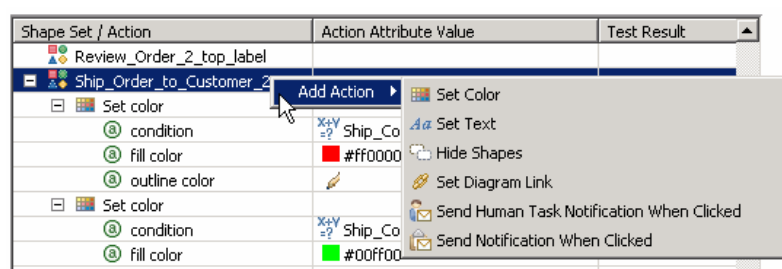 Shape Set / Action Action Attribute Value Test Result
Review_Order_2_top_label
Ship_Order_to_Customer_2
Add Action
Set Color
Set color
Aa Set Text
condition X+Y =? Ship_Co
Hide Shapes
fill color #ff0000
Set Diagram Link
outline color
Send Human Task Notification When Clicked
Set color
Send Notification When Clicked
condition X+Y =? Ship_Co
fill color #00ff00